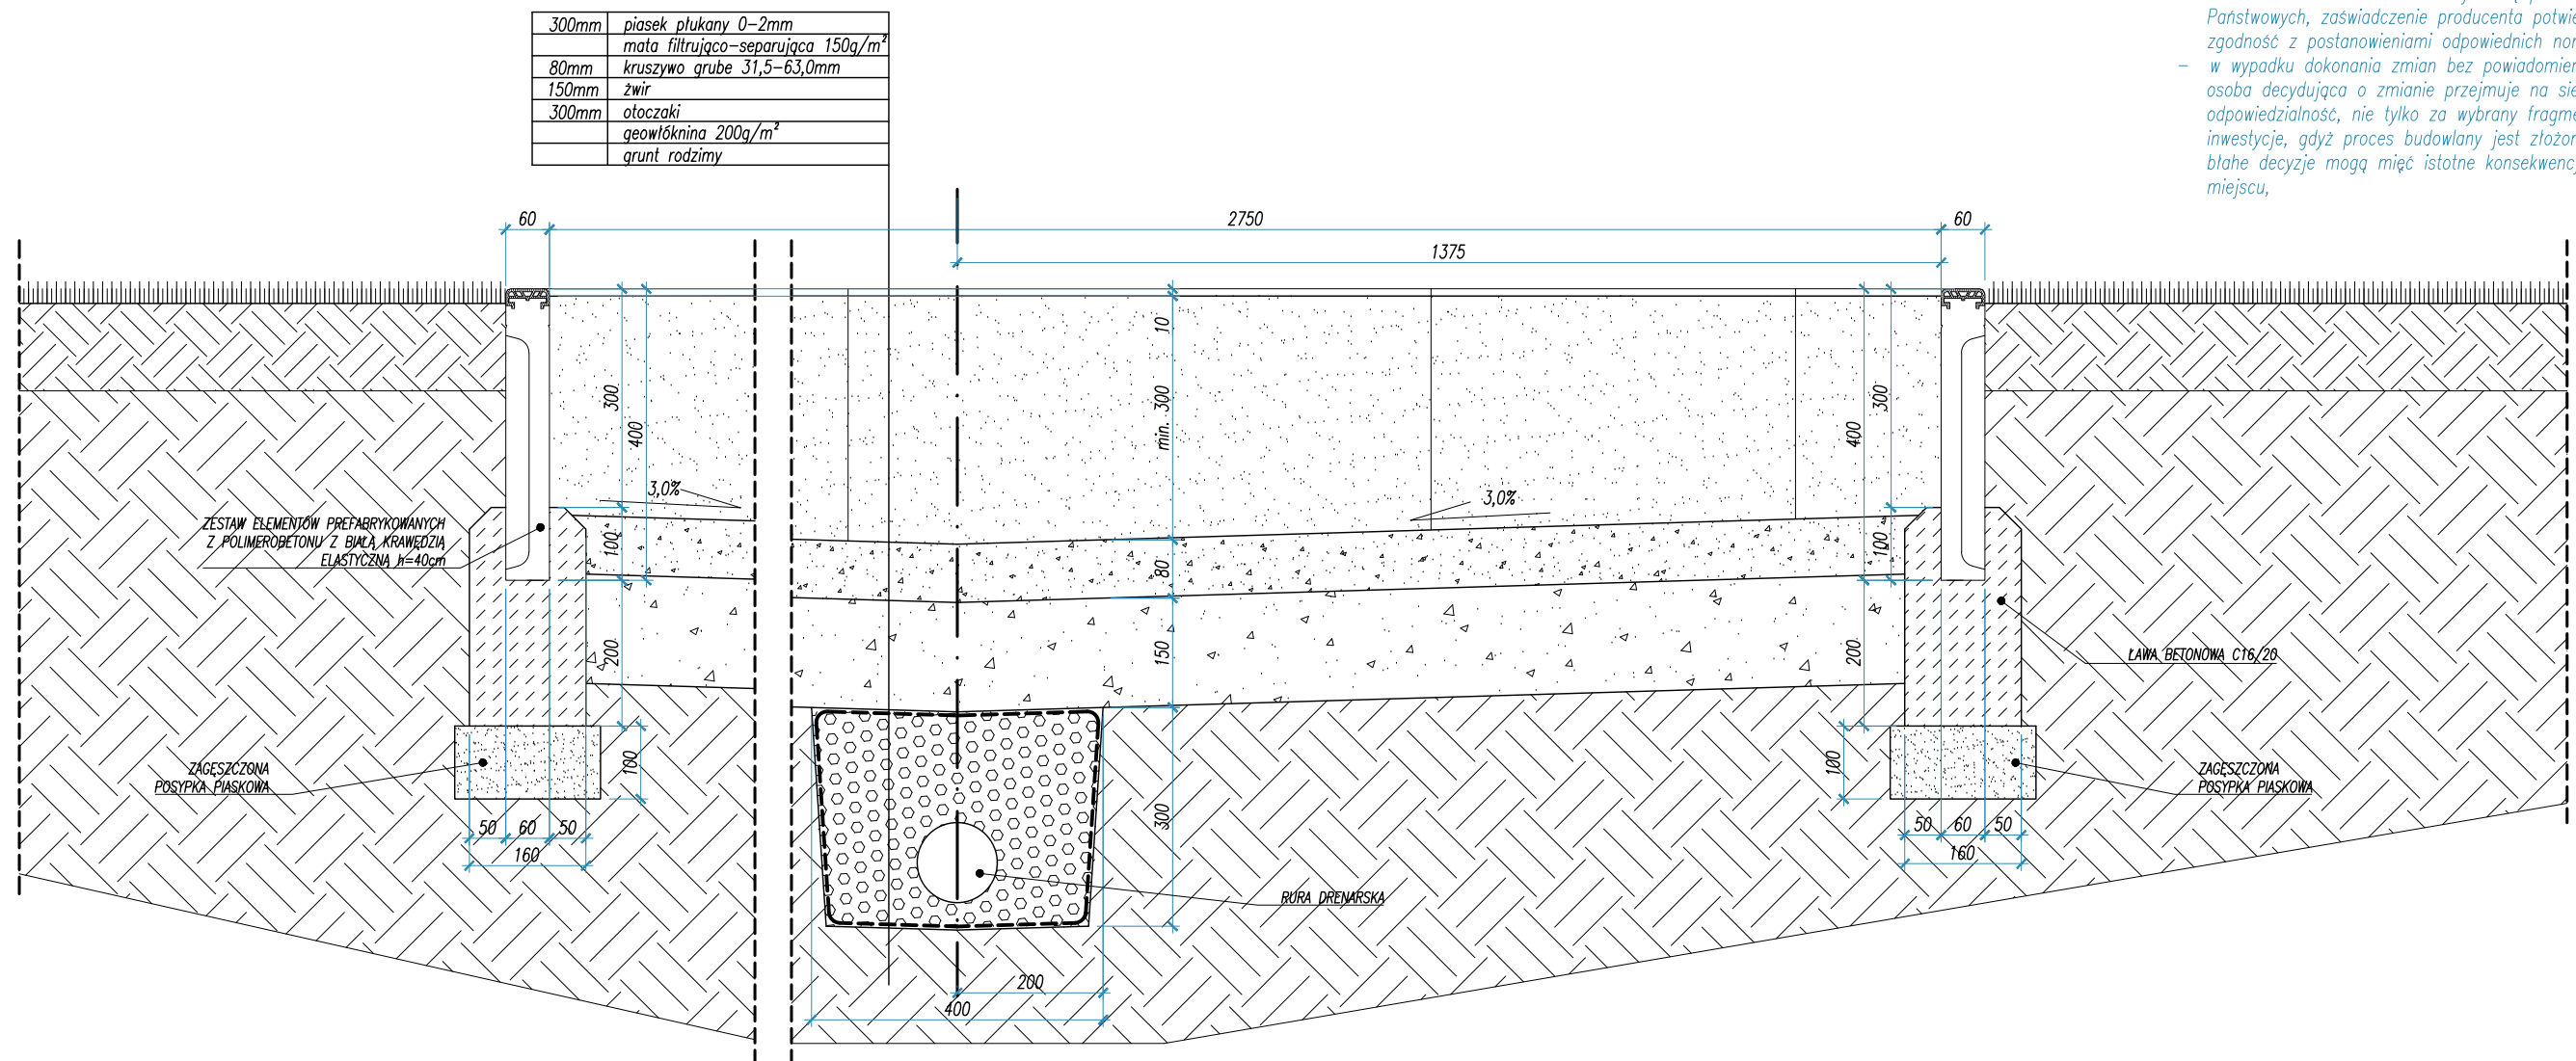 300mm piasek płukany 0-2mm
mata filtrująco-separująca 150g/m²
80mm kruszywo grube 31,5-63,0mm
150mm żwir
300mm otoczaki
geowłóknina 200g/m²
grunt rodzimy
Państwowych, zaświadczenie producenta potwie
zgodność z postanowieniami odpowiednich nor
- w wypadku dokonania zmian bez powiadomier
osoba decydująca o zmianie przejmuje na sie
odpowiedzialność, nie tylko za wybrany fragme
inwestycje, gdyż proces budowlany jest złożor
błahe decyzje mogą mięć istotne konsekwencj
miejscu,
60
2750
60
1375
10
300
400
min. 300
400
300
3,0%
3,0%
ZESTAW ELEMENTÓW PREFABRYKOWANYCH
Z POLIMEROBETONU Z BIAŁĄ KRAWĘDZIĄ
ELASTYCZNĄ h=40cm
100
80
100
200
150
200
ŁAWA BETONOWA C16/20
ZAGĘSZCZONA
POSYPKA PIASKOWA
100
100
ZAGĘSZCZONA
POSYPKA PIASKOWA
300
50 60 50
160
50 60 50
160
RURA DRENARSKA
200
400